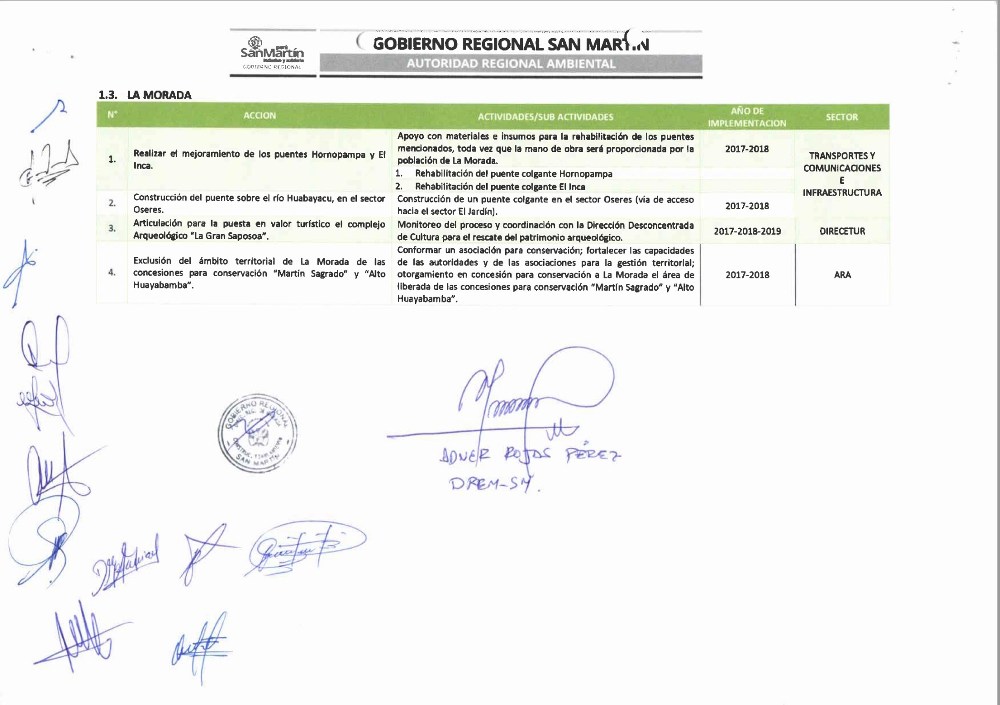 perú
SanMartín
Inclusivo y solidario
GOBIERNO REGIONAL
GOBIERNO REGIONAL SAN MARTIN
AUTORIDAD REGIONAL AMBIENTAL
1.3. LA MORADA
N° ACCION ACTIVIDADES/SUB ACTIVIDADES AÑO DE IMPLEMENTACION SECTOR
1. Realizar el mejoramiento de los puentes Hornopampa y El
Inca.
Apoyo con materiales e insumos para la rehabilitación de los puentes
mencionados, toda vez que la mano de obra será proporcionada por la
población de La Morada.
2017-2018
1. Rehabilitación del puente colgante Hornopampa
2. Rehabilitación del puente colgante El Inca
TRANSPORTES Y
COMUNICACIONES
E
INFRAESTRUCTURA
2. Construcción del puente sobre el río Huabayacu, en el sector
Oseres.
Construcción de un puente colgante en el sector Oseres (vía de acceso
hacia el sector El Jardín).
2017-2018
3. Articulación para la puesta en valor turístico el complejo
Arqueológico “La Gran Saposoa”.
Monitoreo del proceso y coordinación con la Dirección Desconcentrada
de Cultura para el rescate del patrimonio arqueológico.
2017-2018-2019
DIRECETUR
4. Exclusión del ámbito territorial de La Morada de las
concesiones para conservación “Martín Sagrado” y “Alto
Huayabamba”.
Conformar un asociación para conservación; fortalecer las capacidades
de las autoridades y de las asociaciones para la gestión territorial;
otorgamiento en concesión para conservación a La Morada el área de
liberada de las concesiones para conservación “Martín Sagrado” y “Alto
Huayabamba”.
2017-2018
ARA
GOBIERNO REGIONAL
SAN MARTIN
ADNER ROJAS PÉREZ
DREM-SM.